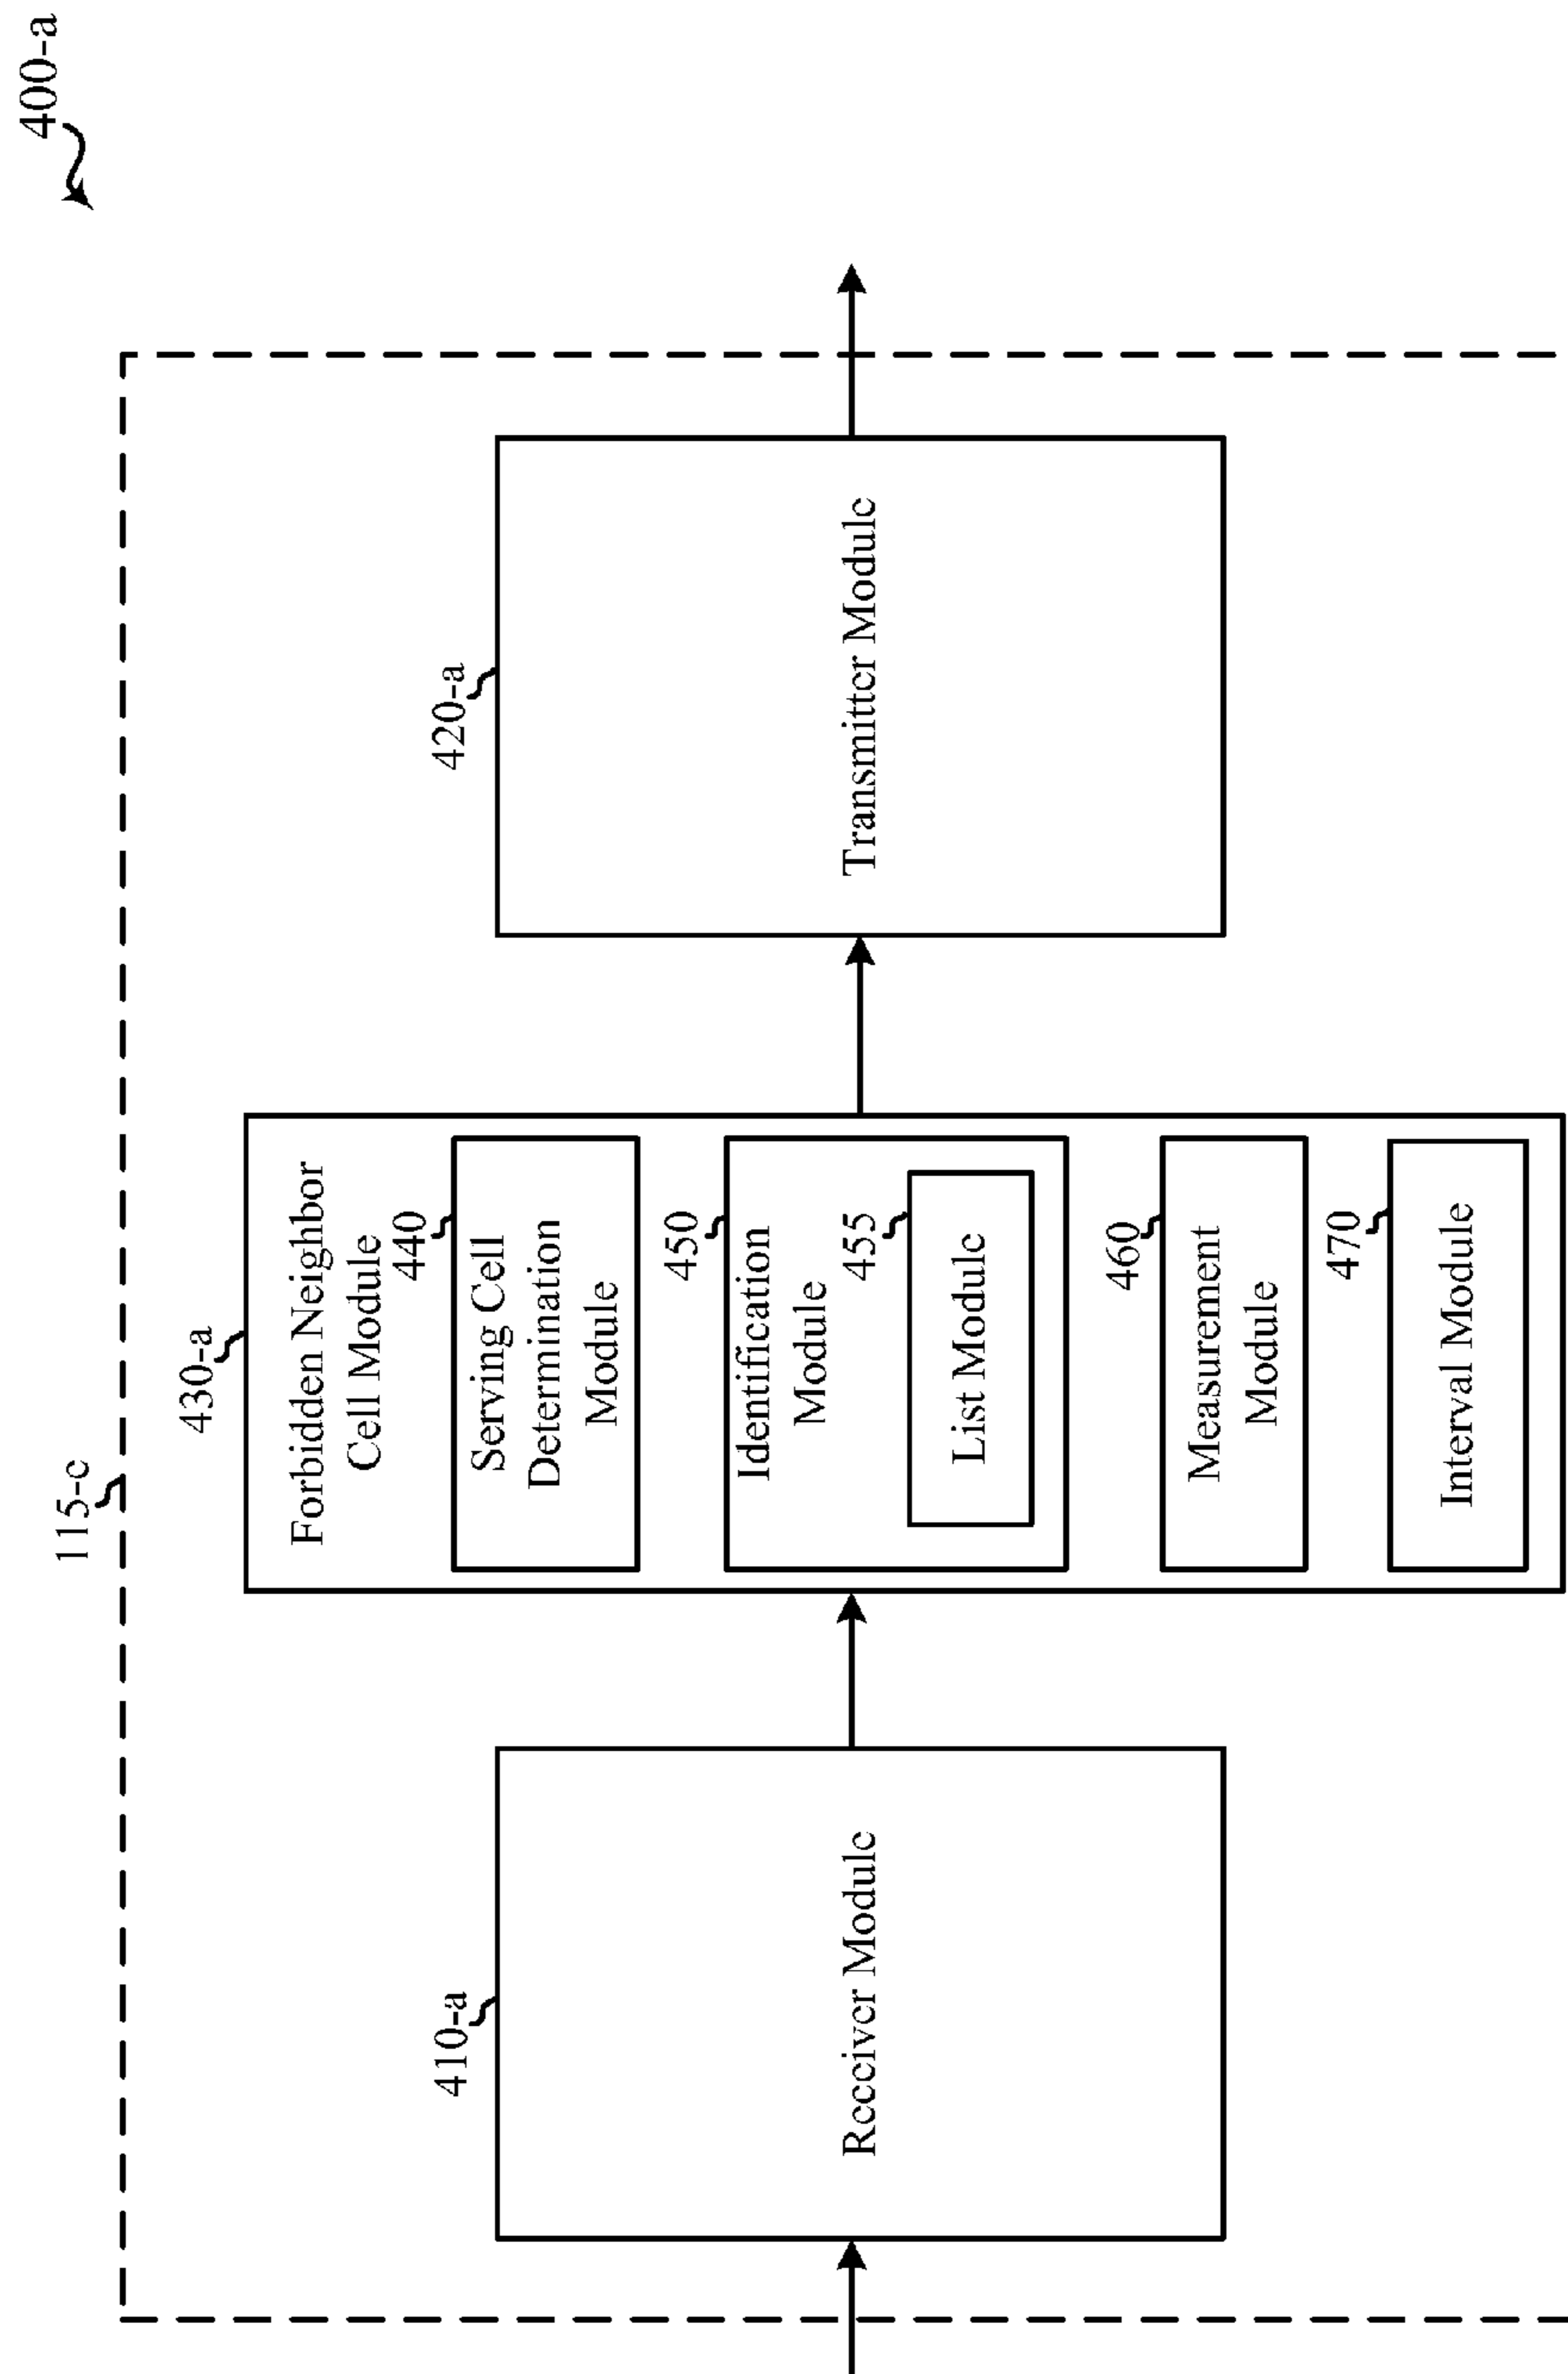 400-a
115-c
410-a
Receiver Module
430-a
Forbidden Neighbor
Cell Module
440
Serving Cell
Determination
Module
450
Identification
Module
455
List Module
460
Measurement
Module
470
Interval Module
420-a
Transmitter Module